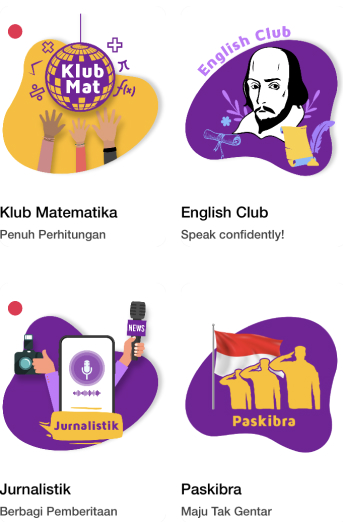 Klub
Mat
f(x)
English Club
Klub Matematika
Penuh Perhitungan
English Club
Speak confidently!
NEWS
Jurnalistik
Paskibra
Jurnalistik
Berbagi Pemberitaan
Paskibra
Maju Tak Gentar